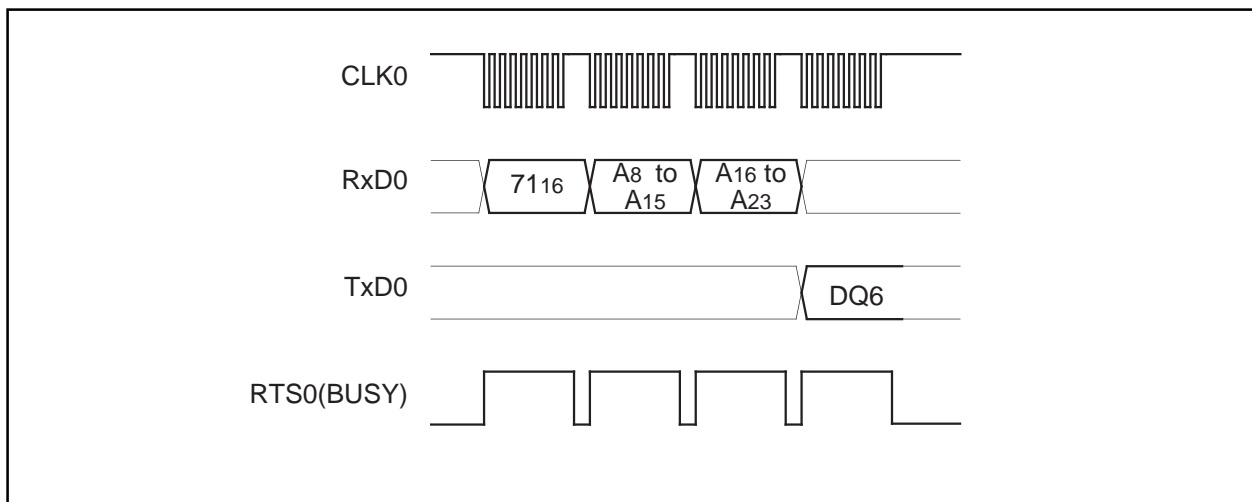 CLK0
RxD0
7116
A8 to
A15
A16 to
A23
TxD0
DQ6
RTS0(BUSY)